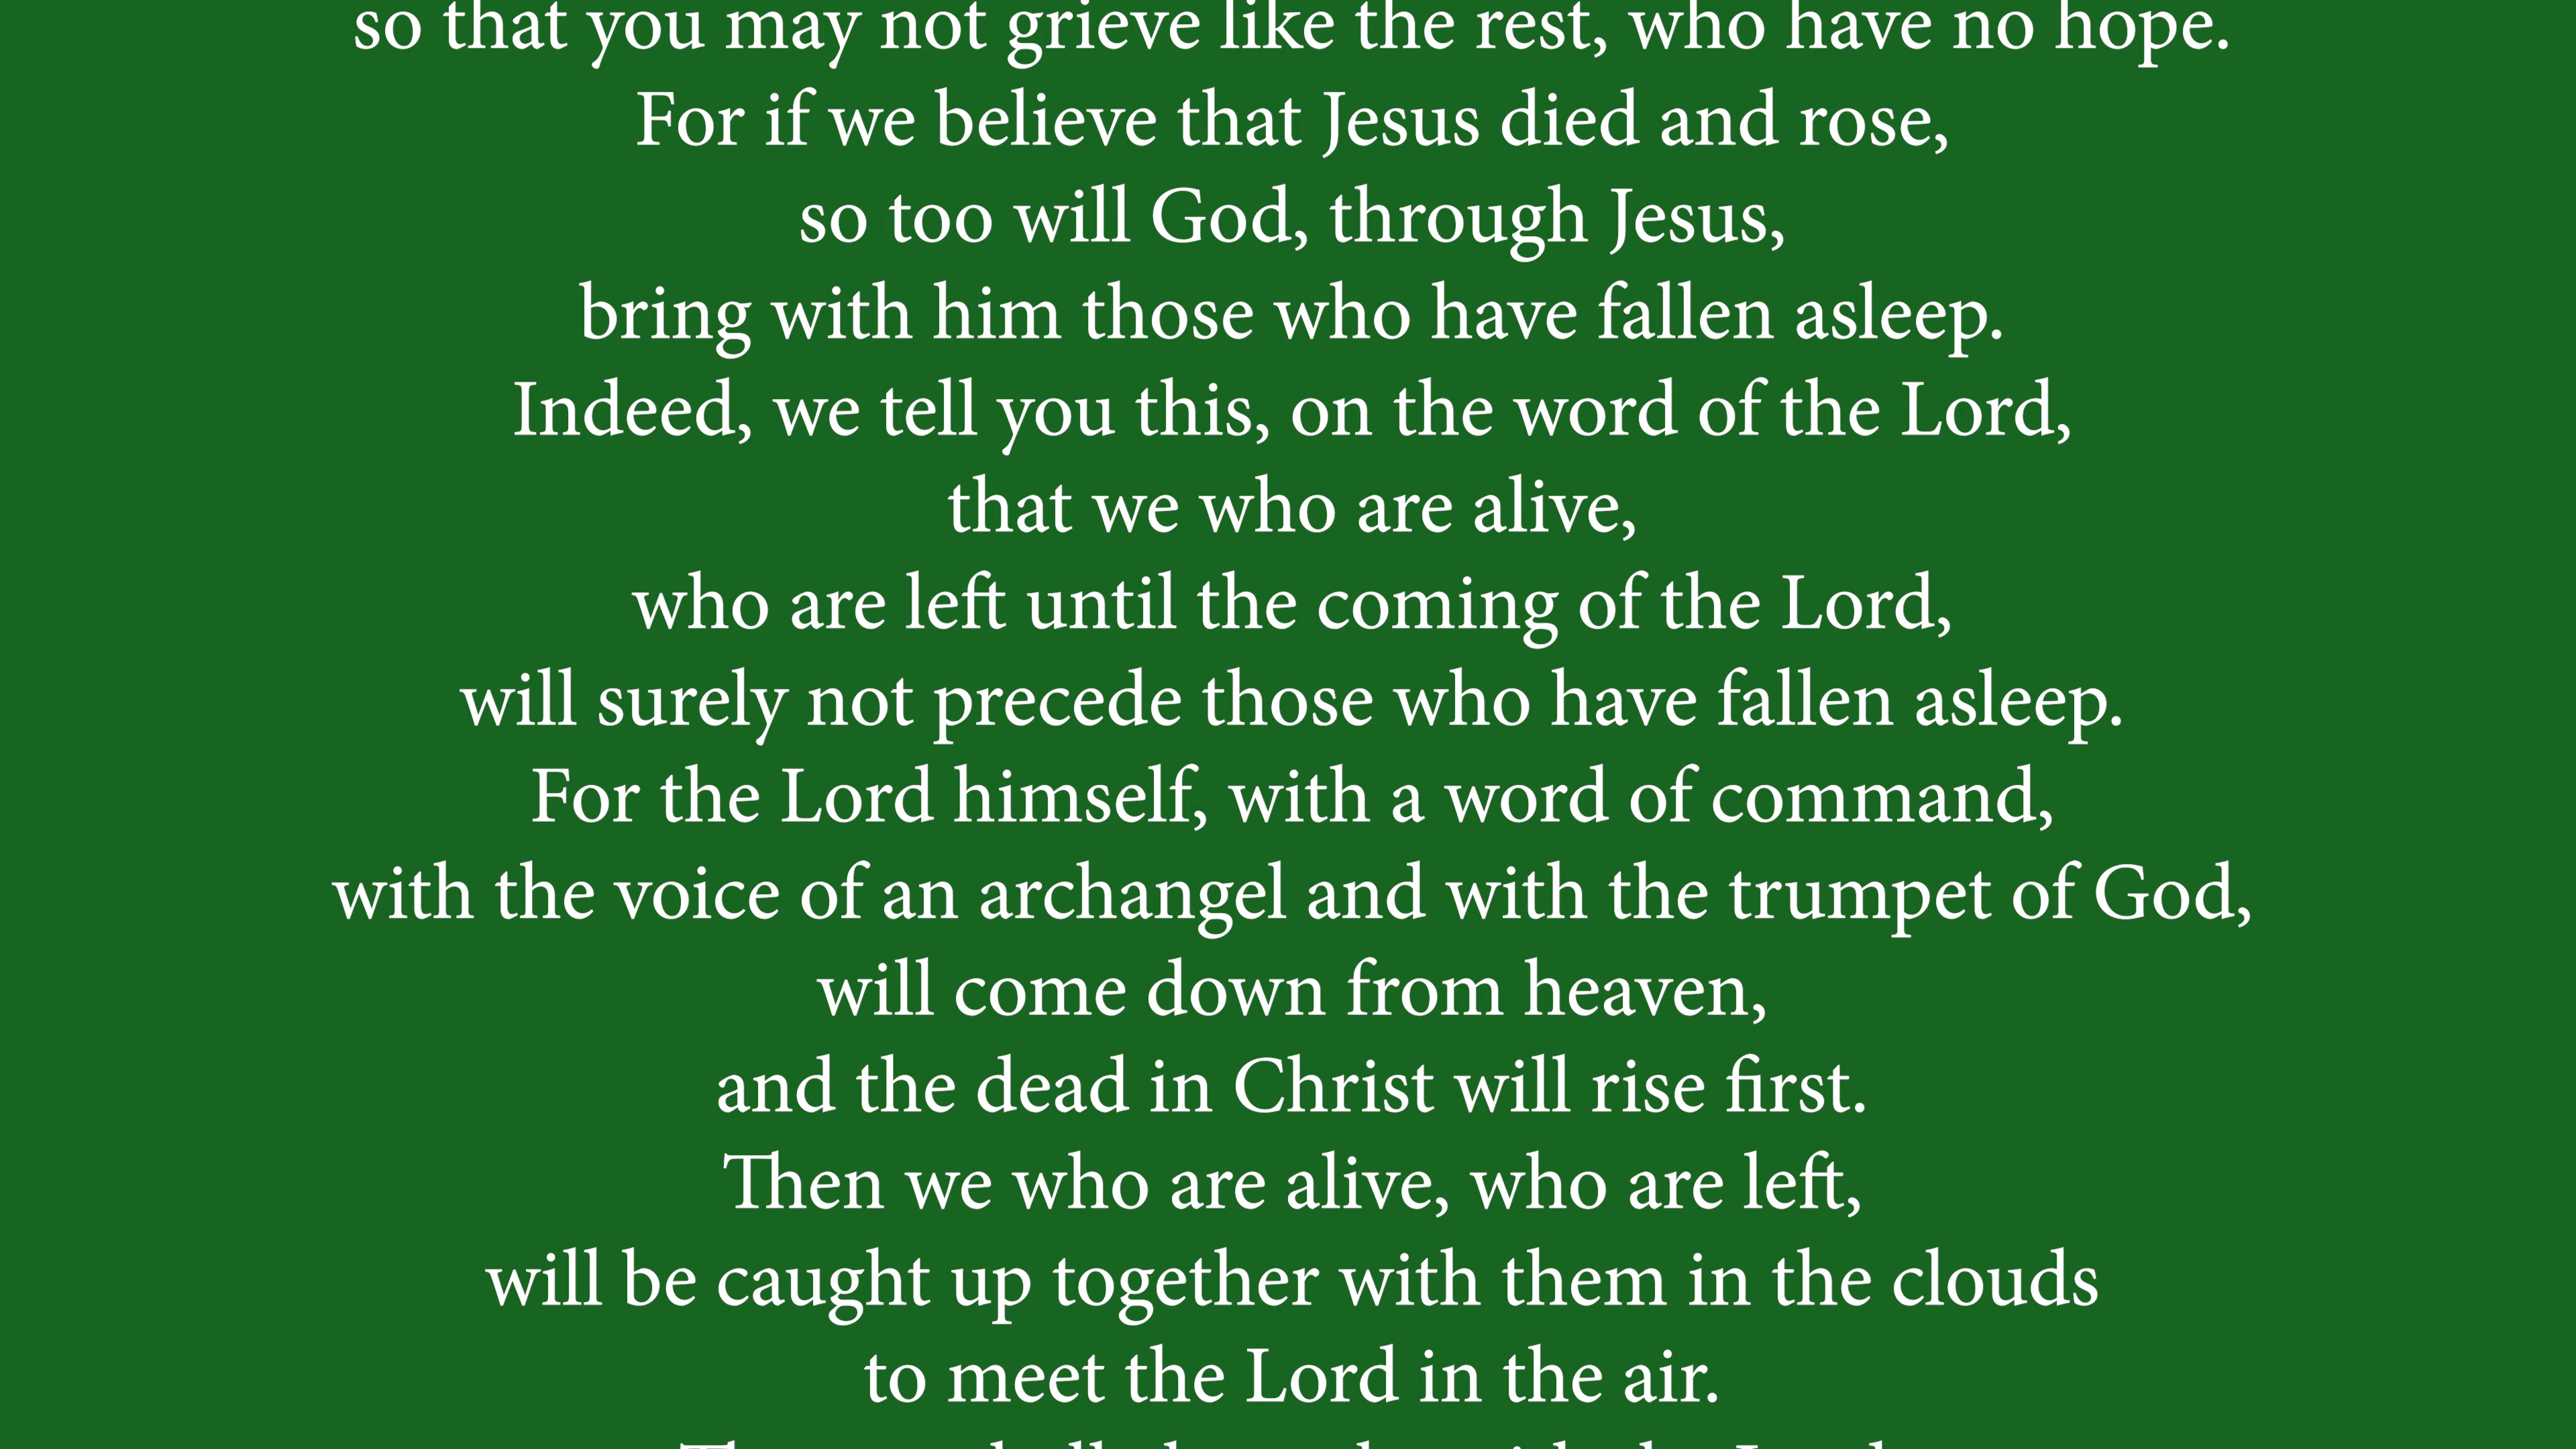 so that you may not grieve like the rest, who have no hope.
For if we believe that Jesus died and rose,
so too will God, through Jesus,
bring with him those who have fallen asleep.
Indeed, we tell you this, on the word of the Lord,
that we who are alive,
who are left until the coming of the Lord,
will surely not precede those who have fallen asleep.
For the Lord himself, with a word of command,
with the voice of an archangel and with the trumpet of God,
will come down from heaven,
and the dead in Christ will rise first.
Then we who are alive, who are left,
will be caught up together with them in the clouds
to meet the Lord in the air.